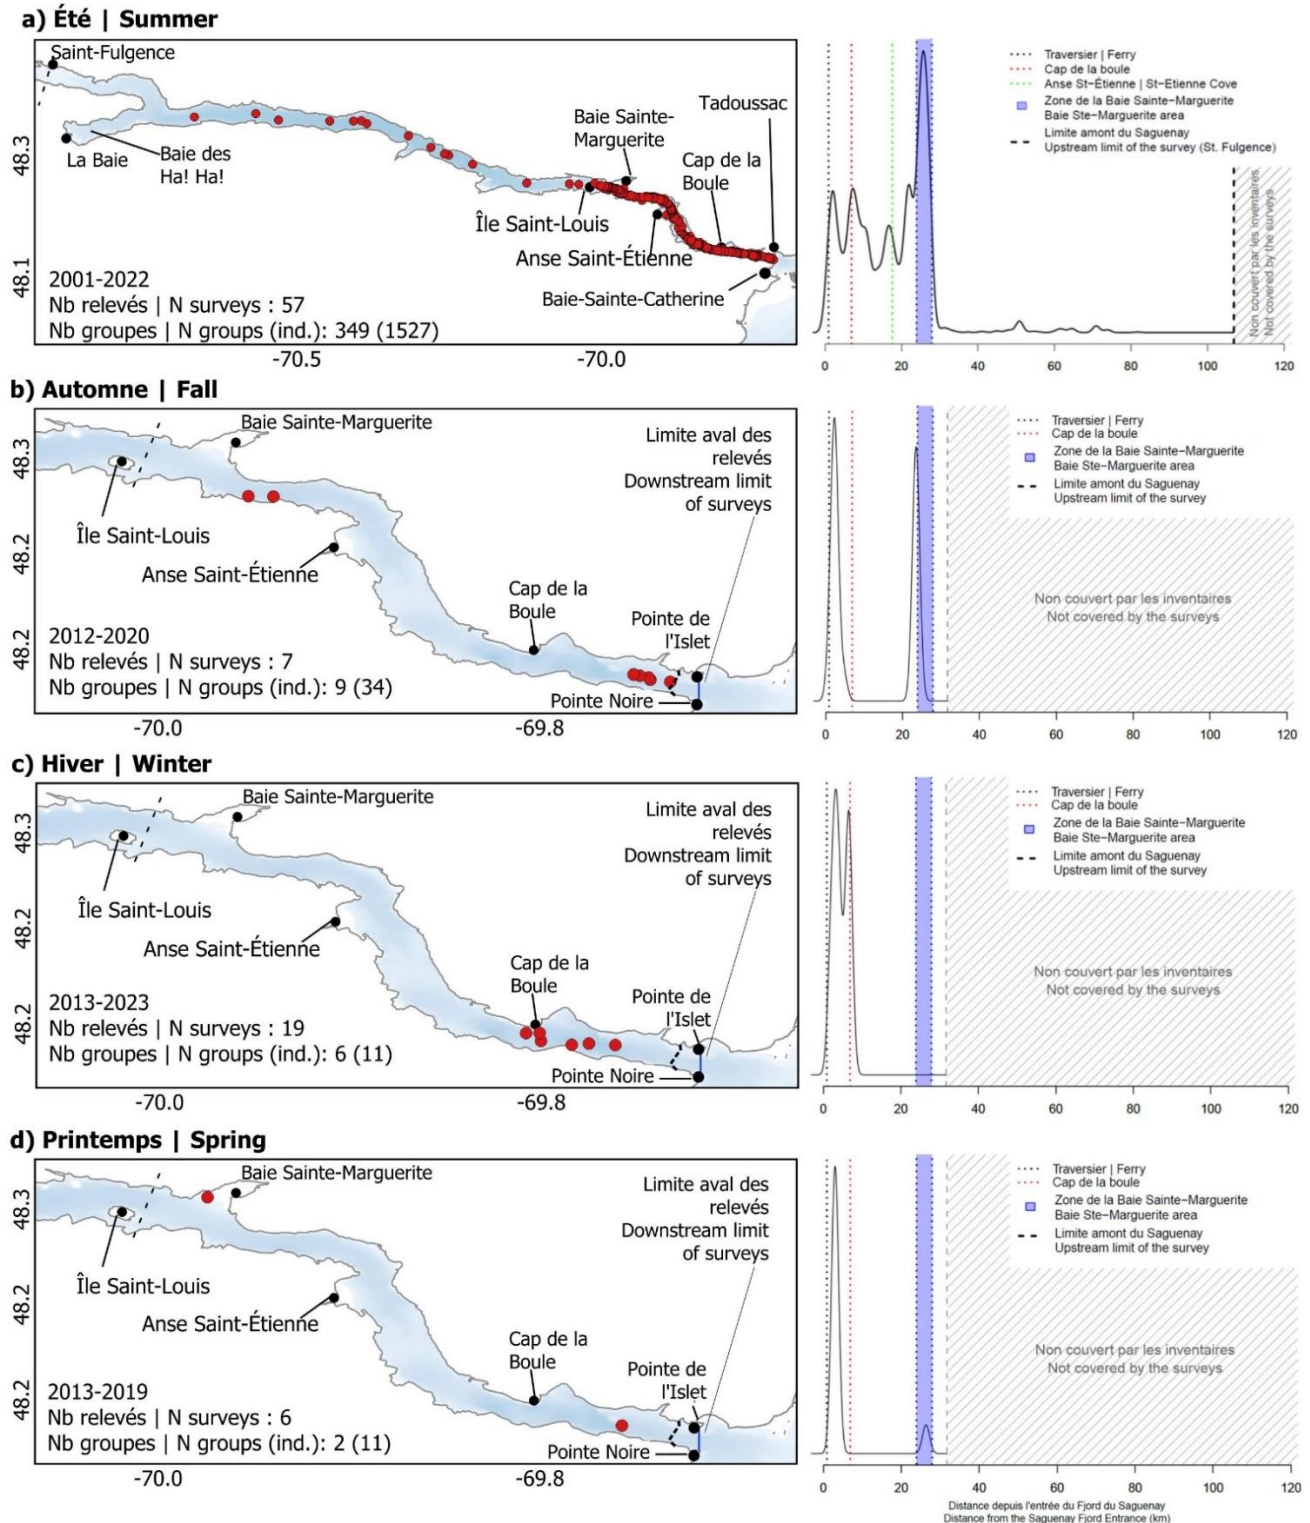 a) Été | Summer
Saint-Fulgence
La Baie
Baie des
Ha! Ha!
Baie Sainte-
Marguerite
Tadoussac
Cap de la
Boule
Île Saint-Louis
Anse Saint-Étienne
Baie-Sainte-Catherine
48.3
48.1
2001-2022
Nb relevés | N surveys : 57
Nb groupes | N groups (ind.): 349 (1527)
-70.5
-70.0
Traversier | Ferry
Cap de la boule
Anse St-Étienne | St-Etienne Cove
Zone de la Baie Sainte-Marguerite
Baie Ste-Marguerite area
Limite amont du Saguenay
Upstream limit of the survey (St. Fulgence)
Non couvert par les inventaires
Not covered by the surveys
0 20 40 60 80 100 120
b) Automne | Fall
Baie Sainte-Marguerite
Limite aval des
relevés
Downstream limit
of surveys
Île Saint-Louis
Anse Saint-Étienne
Cap de la
Boule
Pointe de
l'Islet
Pointe Noire
48.3
48.2
48.2
2012-2020
Nb relevés | N surveys : 7
Nb groupes | N groups (ind.): 9 (34)
-70.0
-69.8
Traversier | Ferry
Cap de la boule
Zone de la Baie Sainte-Marguerite
Baie Ste-Marguerite area
Limite amont du Saguenay
Upstream limit of the survey
Non couvert par les inventaires
Not covered by the surveys
0 20 40 60 80 100 120
c) Hiver | Winter
Baie Sainte-Marguerite
Limite aval des
relevés
Downstream limit
of surveys
Île Saint-Louis
Anse Saint-Étienne
Cap de la
Boule
Pointe de
l'Islet
Pointe Noire
48.3
48.2
48.2
2013-2023
Nb relevés | N surveys : 19
Nb groupes | N groups (ind.): 6 (11)
-70.0
-69.8
Traversier | Ferry
Cap de la boule
Zone de la Baie Sainte-Marguerite
Baie Ste-Marguerite area
Limite amont du Saguenay
Upstream limit of the survey
Non couvert par les inventaires
Not covered by the surveys
0 20 40 60 80 100 120
d) Printemps | Spring
Baie Sainte-Marguerite
Limite aval des
relevés
Downstream limit
of surveys
Île Saint-Louis
Anse Saint-Étienne
Cap de la
Boule
Pointe de
l'Islet
Pointe Noire
48.3
48.2
48.2
2013-2019
Nb relevés | N surveys : 6
Nb groupes | N groups (ind.): 2 (11)
-70.0
-69.8
Traversier | Ferry
Cap de la boule
Zone de la Baie Sainte-Marguerite
Baie Ste-Marguerite area
Limite amont du Saguenay
Upstream limit of the survey
Non couvert par les inventaires
Not covered by the surveys
0 20 40 60 80 100 120
Distance depuis l'entrée du Fjord du Saguenay
Distance from the Saguenay Fjord Entrance (km)